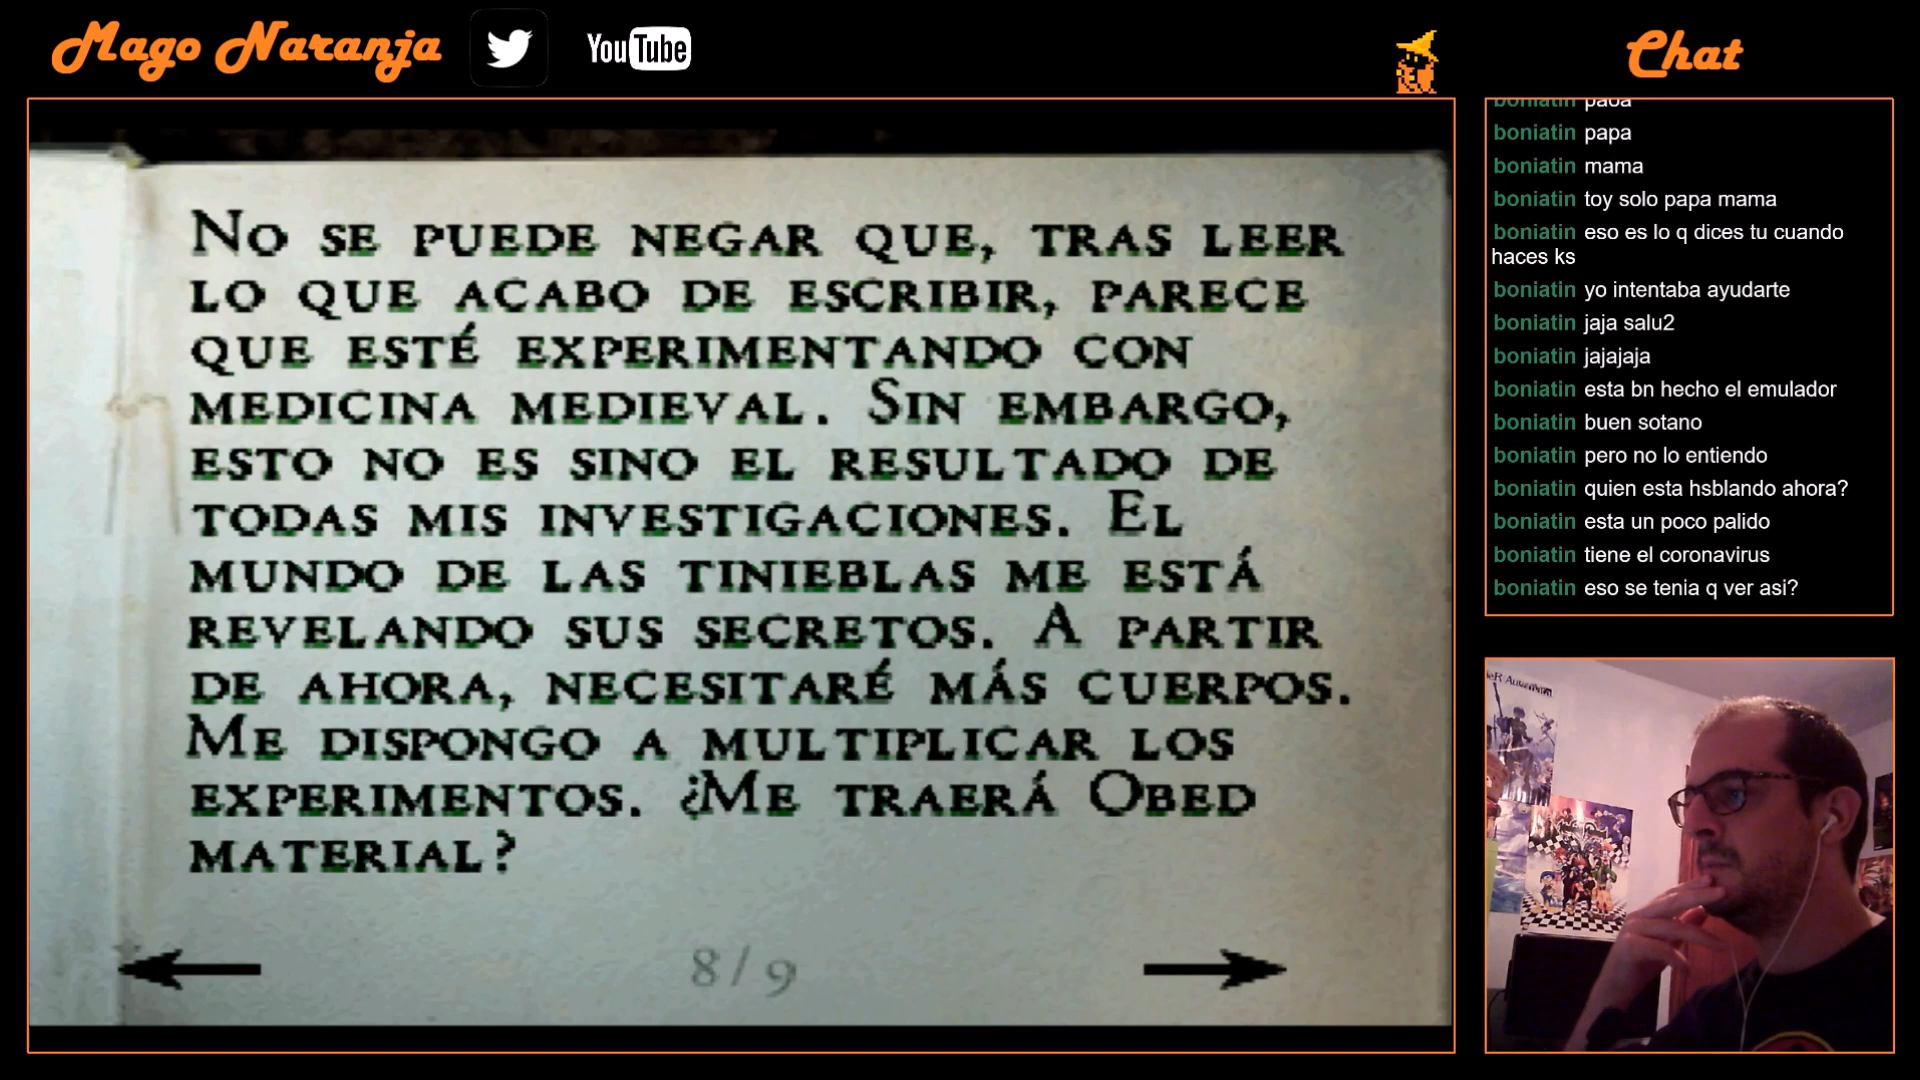 Mago Naranja
YouTube
Chat
NO SE PUEDE NEGAR QUE, TRAS LEER
LO QUE ACABO DE ESCRIBIR, PARECE
QUE ESTÉ EXPERIMENTANDO CON
MEDICINA MEDIEVAL. SIN EMBARGO,
ESTO NO ES SINO EL RESULTADO DE
TODAS MIS INVESTIGACIONES. EL
MUNDO DE LAS TINIEBLAS ME ESTÁ
REVELANDO SUS SECRETOS. A PARTIR
DE AHORA, NECESITARÉ MÁS CUERPOS.
ME DISPONGO A MULTIPLICAR LOS
EXPERIMENTOS. ¿ME TRAERÁ OBED
MATERIAL?
8/9
boniatin paoa
boniatin papa
boniatin mama
boniatin toy solo papa mama
boniatin eso es lo q dices tu cuando
haces ks
boniatin yo intentaba ayudarte
boniatin jaja salu2
boniatin jajajaja
boniatin esta bn hecho el emulador
boniatin buen sotano
boniatin pero no lo entiendo
boniatin quien esta hsblando ahora?
boniatin esta un poco palido
boniatin tiene el coronavirus
boniatin eso se tenia q ver asi?